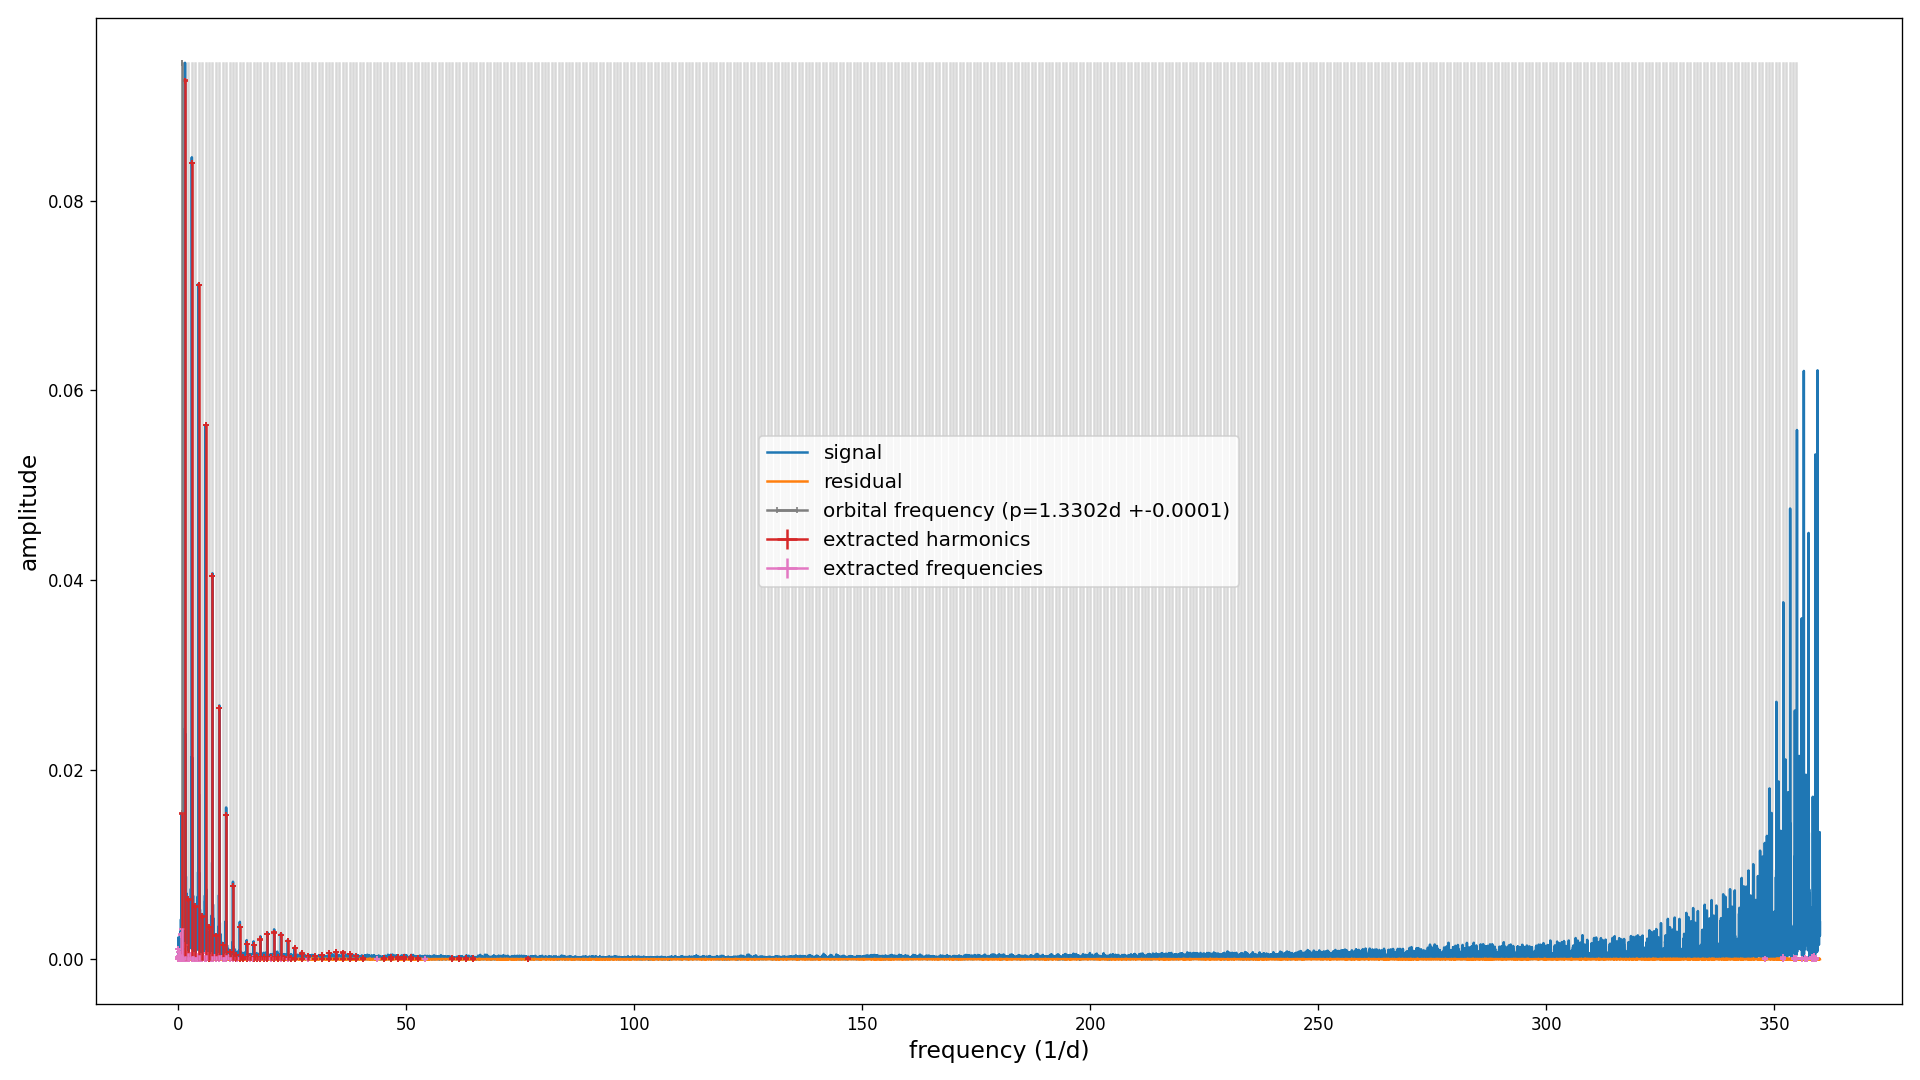 amplitude
0.08
0.06
0.04
0.02
0.00
signal
residual
orbital frequency (p=1.3302d +-0.0001)
extracted harmonics
extracted frequencies
0 50 100 150 200 250 300 350
frequency (1/d)